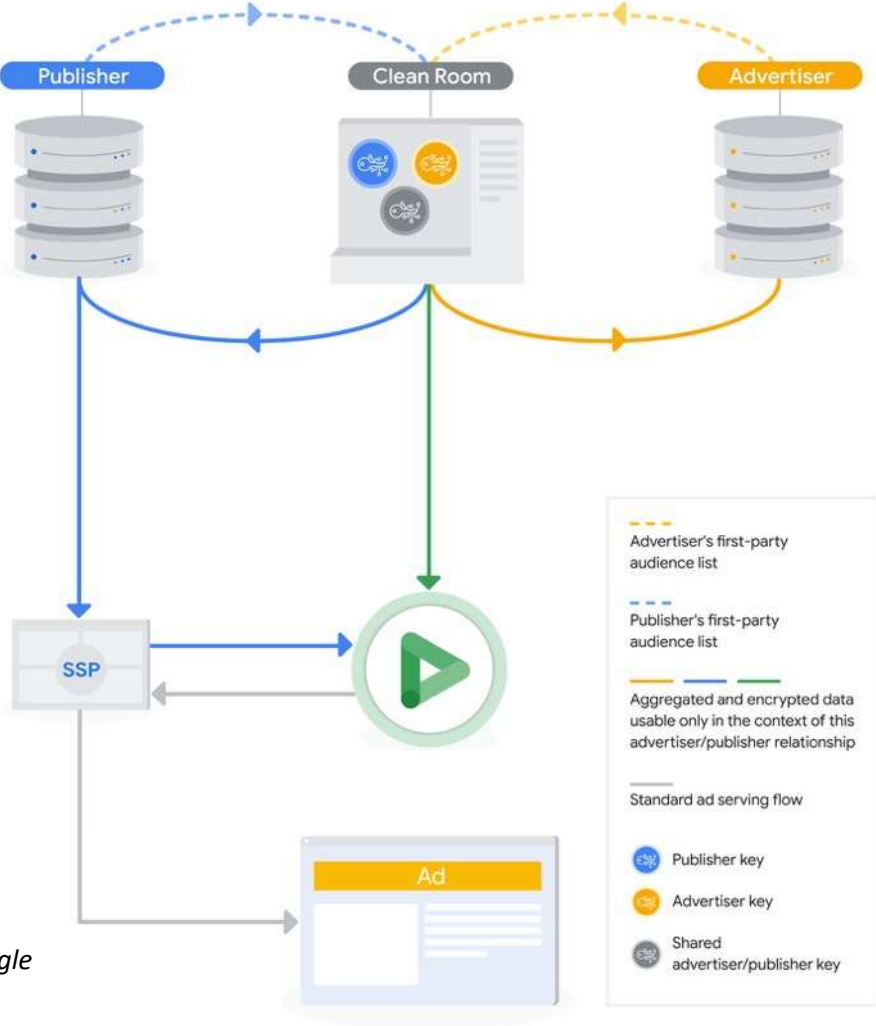 Publisher
Clean Room
Advertiser
SSP
Ad
gle
Advertiser's first-party
audience list
Publisher's first-party
audience list
Aggregated and encrypted data
usable only in the context of this
advertiser/publisher relationship
Standard ad serving flow
Publisher key
Advertiser key
Shared
advertiser/publisher key